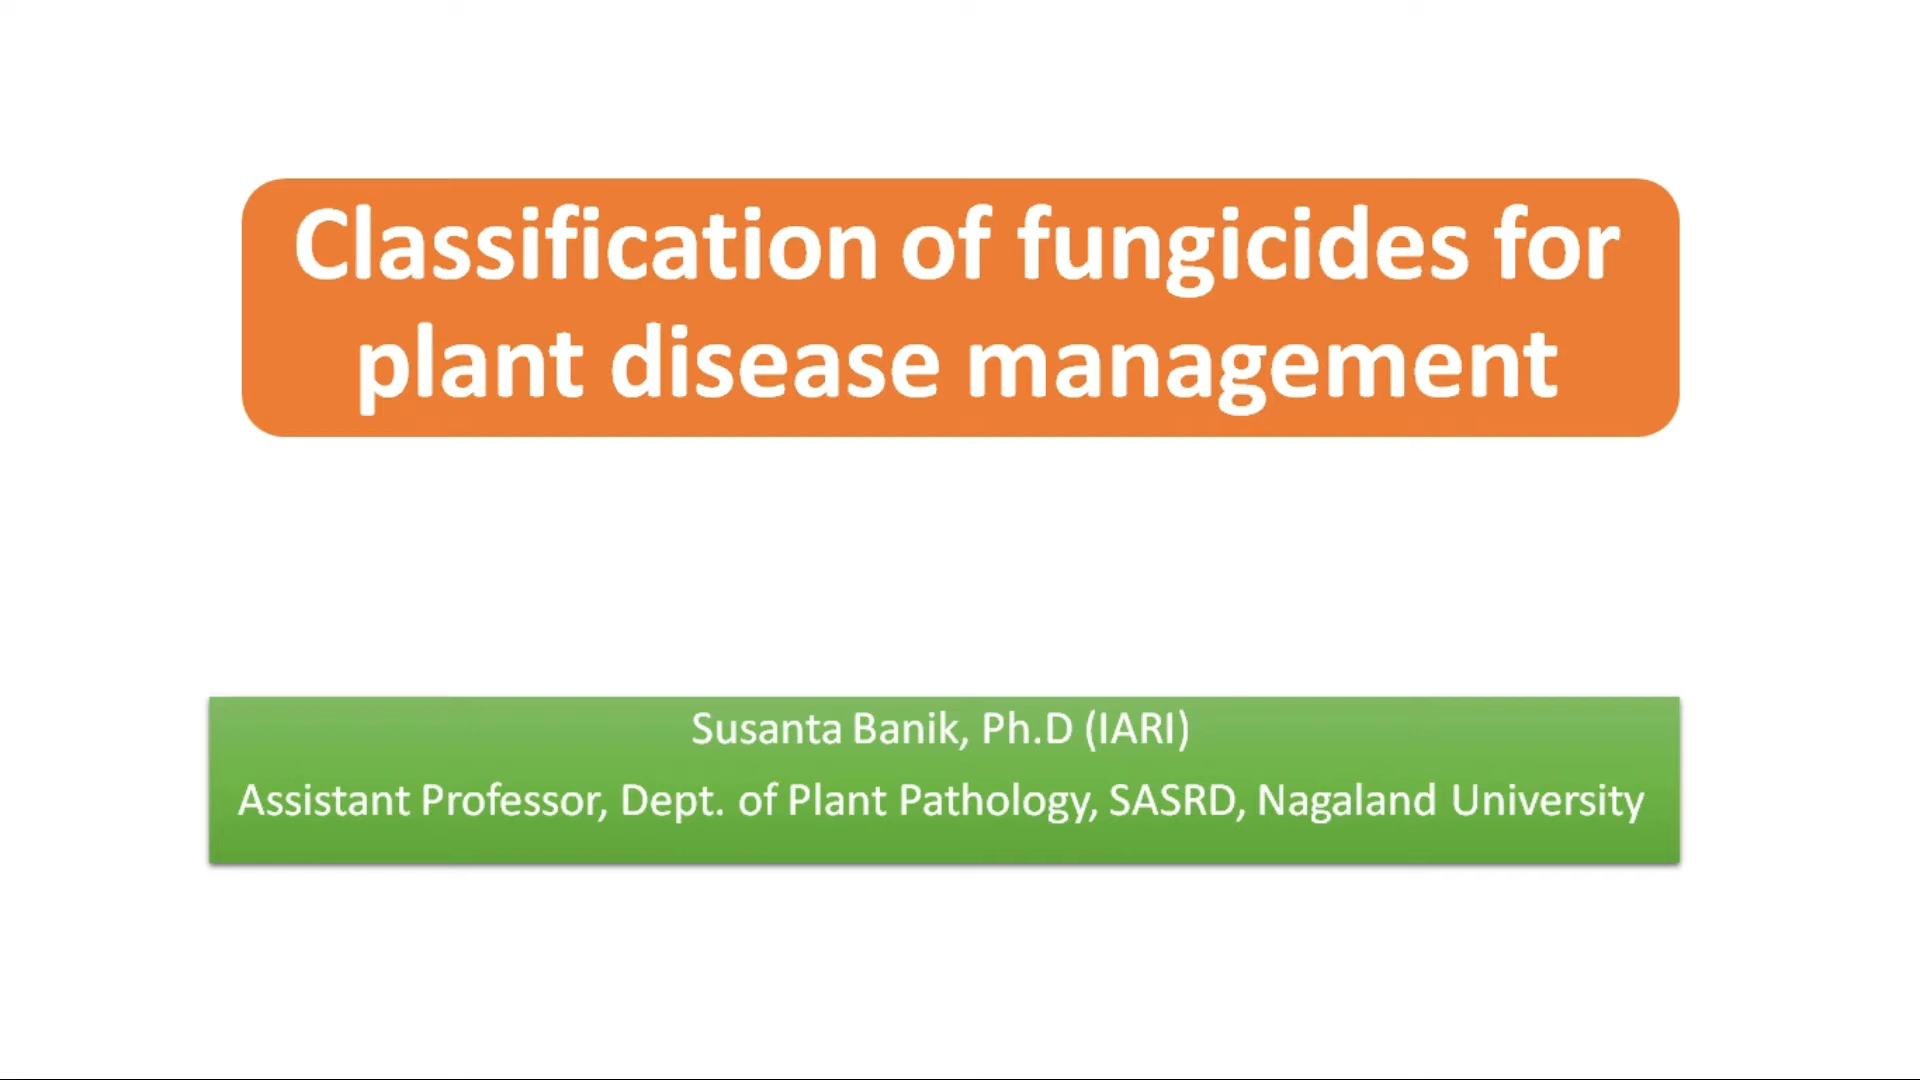 Classification of fungicides for
plant disease management
Susanta Banik, Ph.D (IARI)
Assistant Professor, Dept. of Plant Pathology, SASRD, Nagaland University